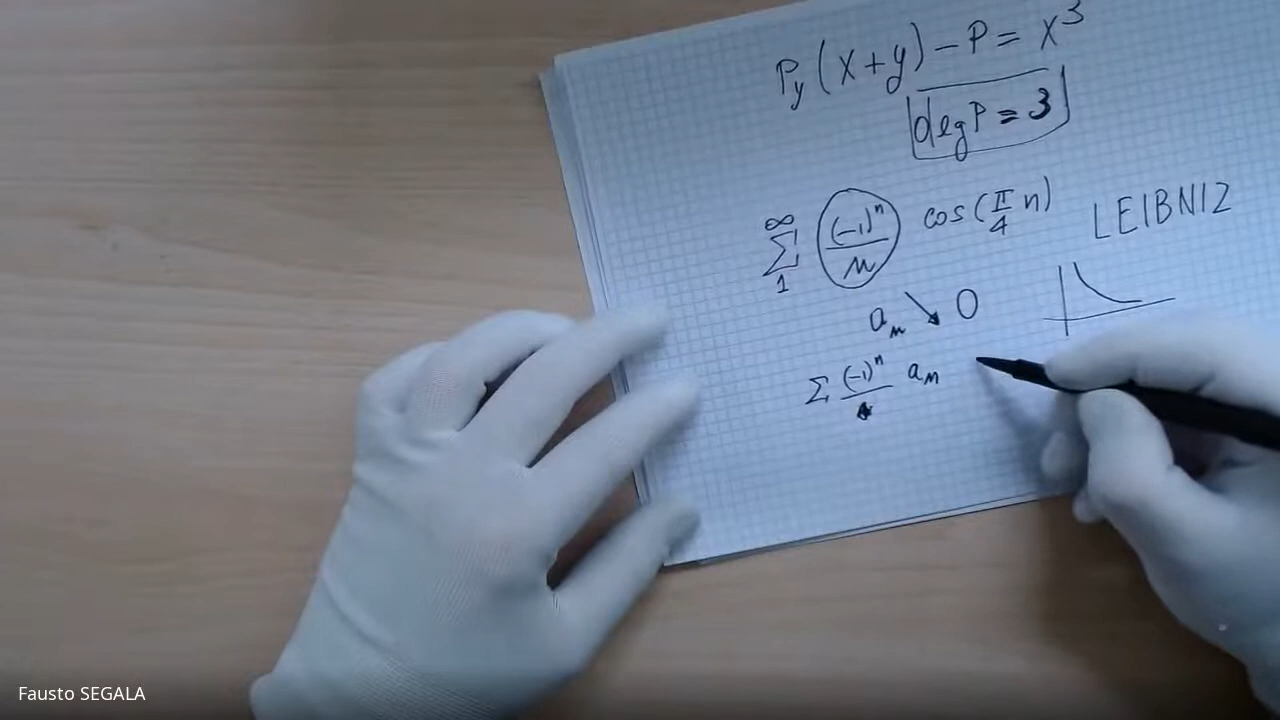 Py (x+y) - P = x³
deg P = 3
∞
∑ (-1)ⁿ/n cos(π/4 n) LEIBNIZ
1
aₙ ↘ 0
∑ (-1)ⁿ aₙ
Fausto SEGALA